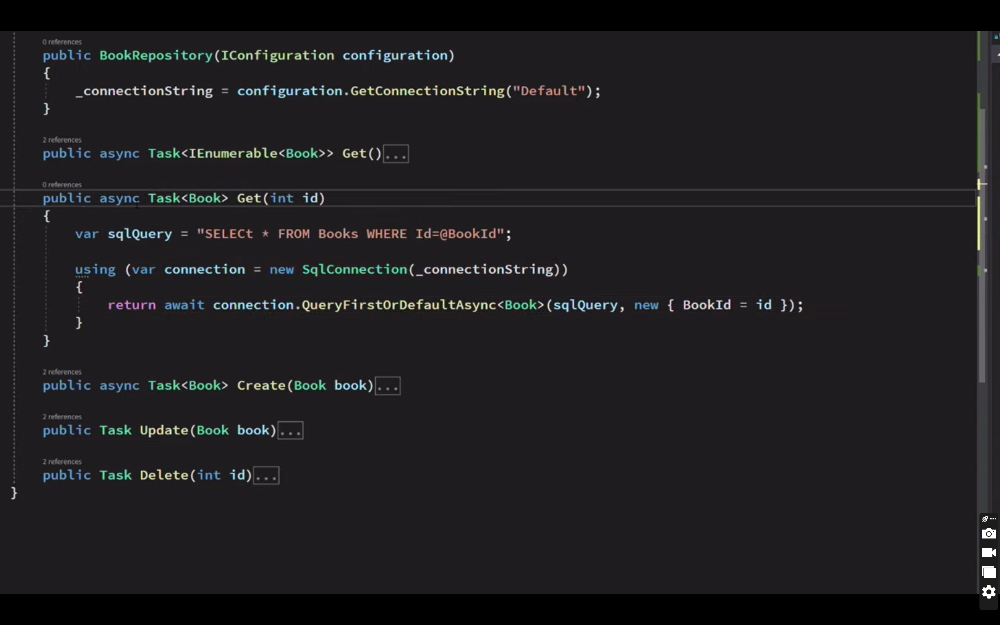 0 references
public BookRepository(IConfiguration configuration)
{
_connectionString = configuration.GetConnectionString("Default");
}
2 references
public async Task<IEnumerable<Book>> Get()...
0 references
public async Task<Book> Get(int id)
{
var sqlQuery = "SELECt * FROM Books WHERE Id=@BookId";
using (var connection = new SqlConnection(_connectionString))
{
return await connection.QueryFirstOrDefaultAsync<Book>(sqlQuery, new { BookId = id });
}
}
2 references
public async Task<Book> Create(Book book)...
2 references
public Task Update(Book book)...
2 references
public Task Delete(int id)...
}